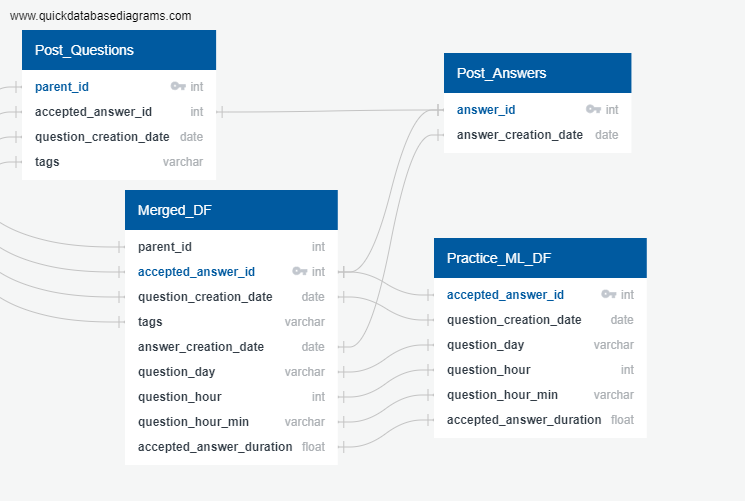 www.quickdatabasediagrams.com
Post_Questions
parent_id int
accepted_answer_id int
question_creation_date date
tags varchar
Post_Answers
answer_id int
answer_creation_date date
Merged_DF
parent_id int
accepted_answer_id int
question_creation_date date
tags varchar
answer_creation_date date
question_day varchar
question_hour int
question_hour_min varchar
accepted_answer_duration float
Practice_ML_DF
accepted_answer_id int
question_creation_date date
question_day varchar
question_hour int
question_hour_min varchar
accepted_answer_duration float